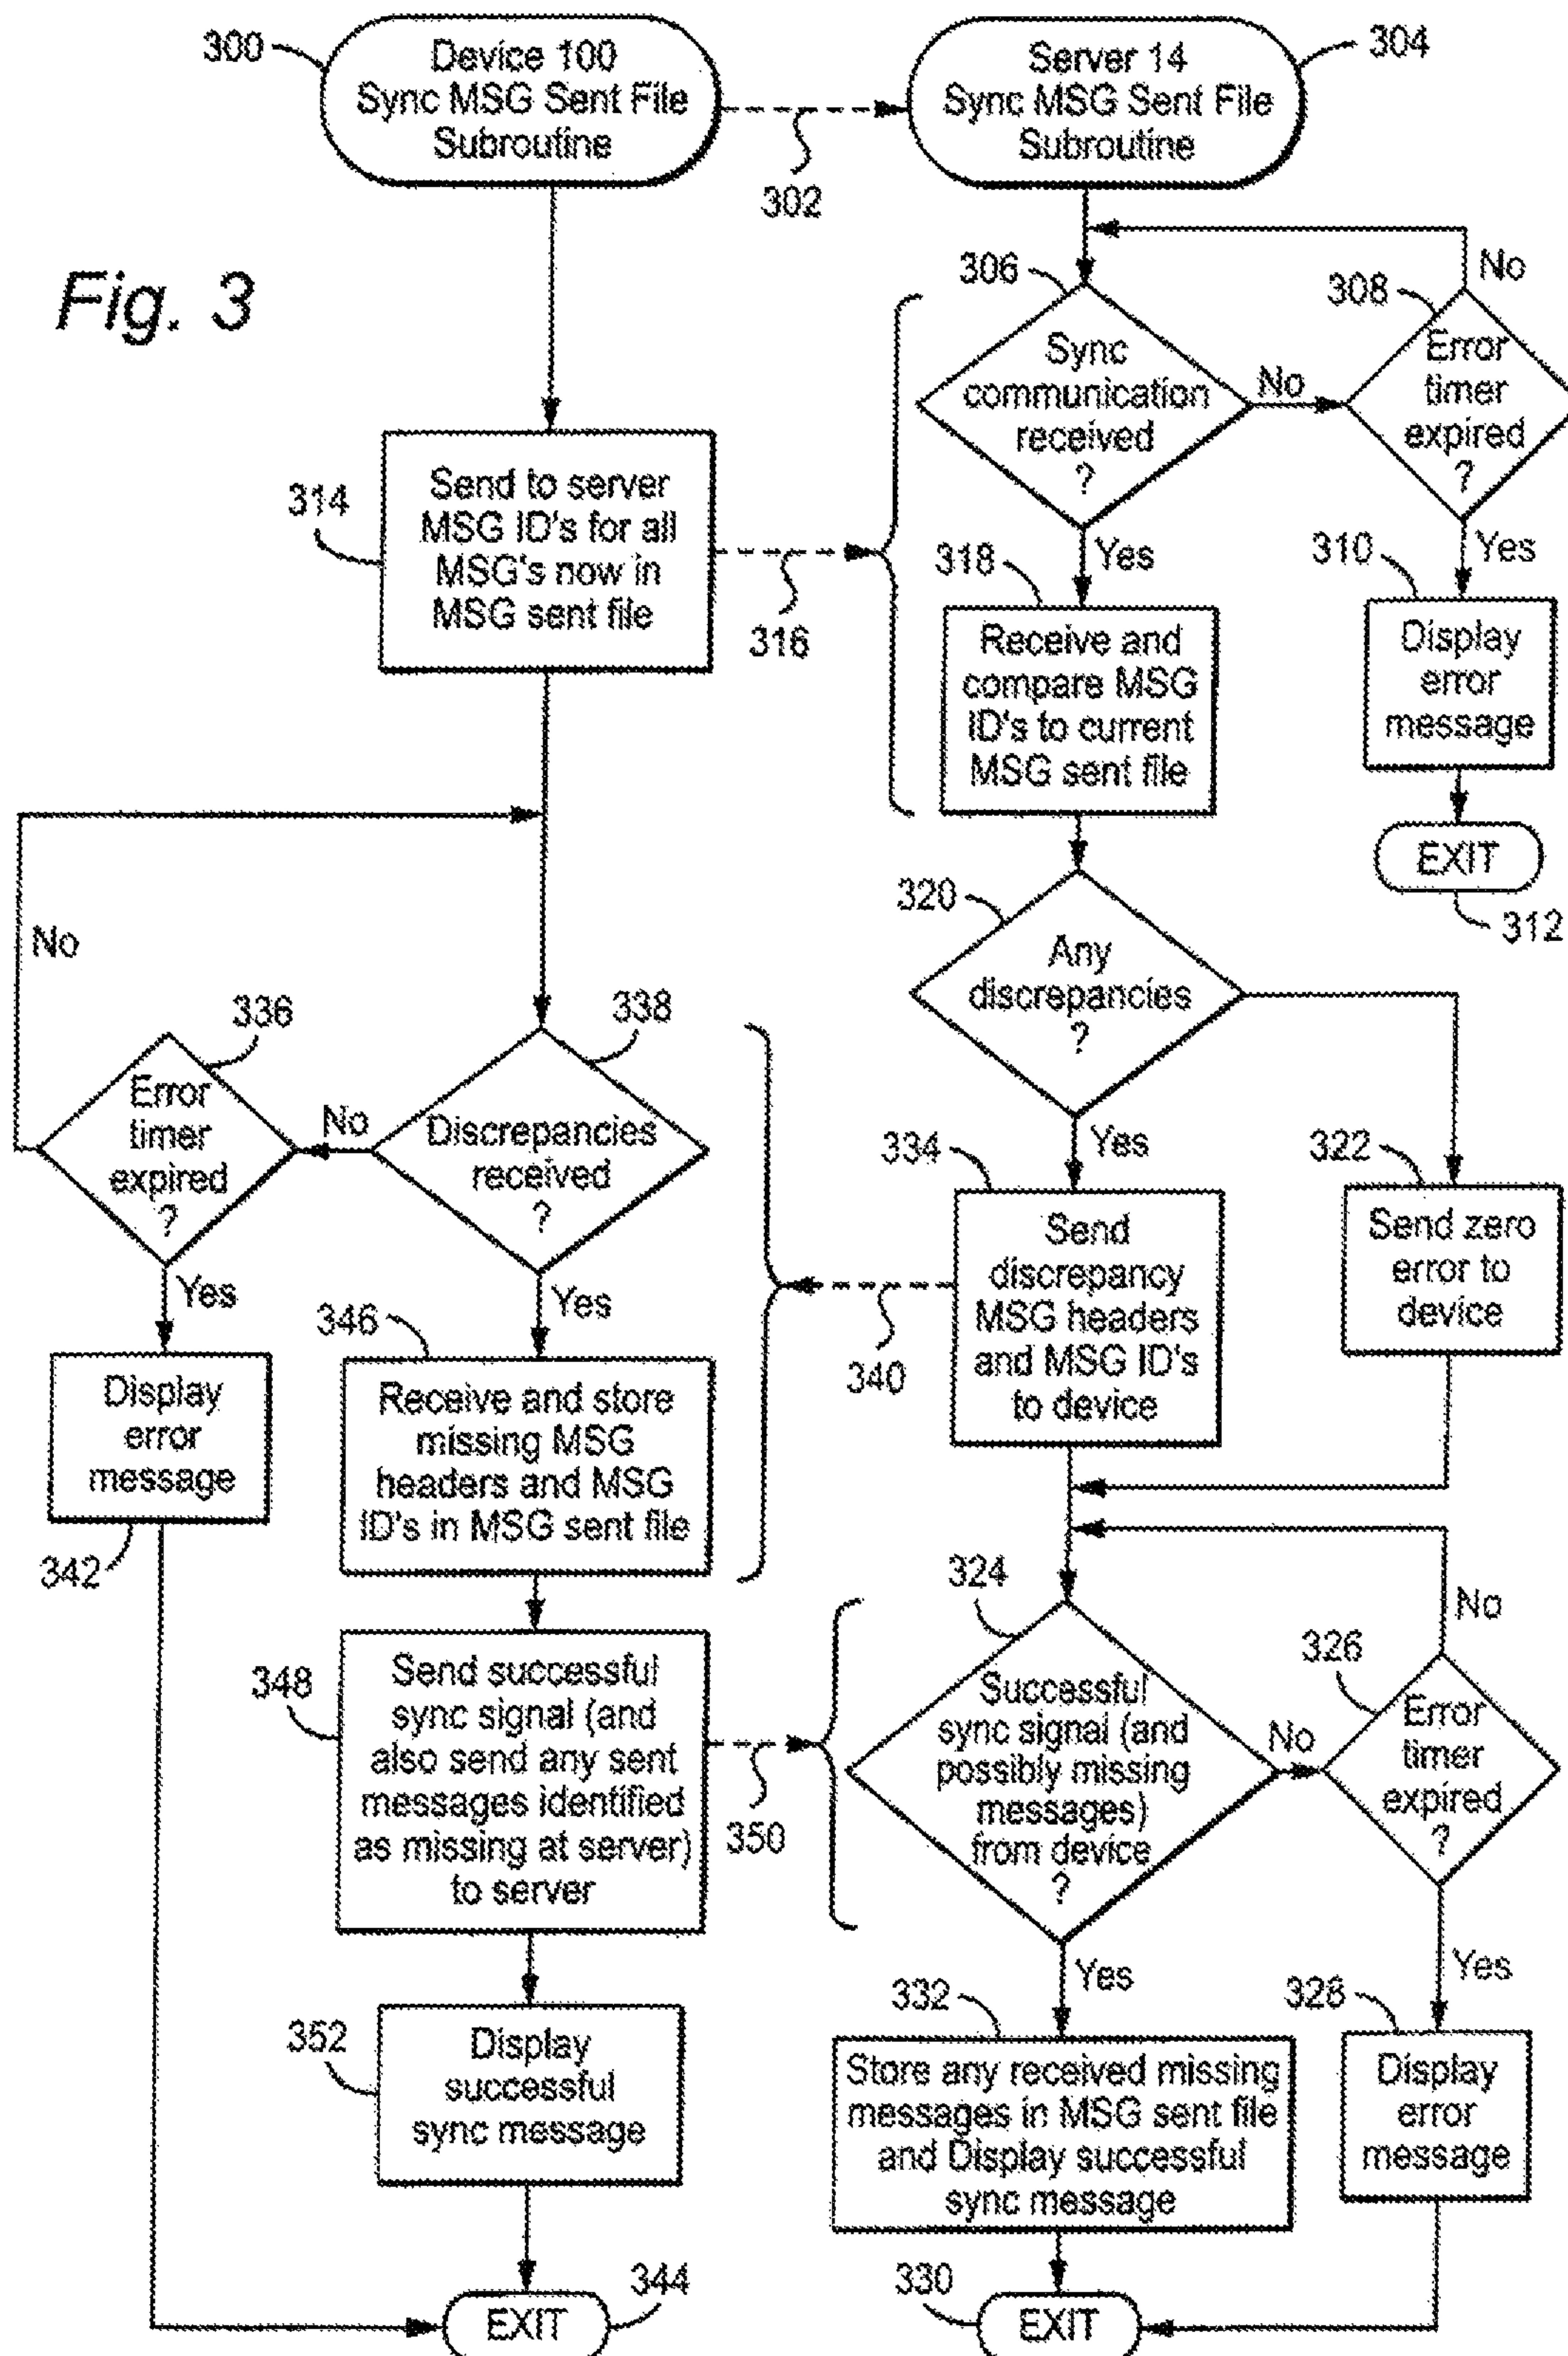 300
Device 100
Sync MSG Sent File
Subroutine
302
Server 14
Sync MSG Sent File
Subroutine
304
Fig. 3
306
Sync
communication
received
?
No
Yes
308
Error
timer
expired
?
No
Yes
310
Display
error
message
EXIT
312
314
Send to server
MSG ID's for all
MSG's now in
MSG sent file
316
318
Receive and
compare MSG
ID's to current
MSG sent file
320
Any
discrepancies
?
Yes
322
Send zero
error to
device
334
Send
discrepancy
MSG headers
and MSG ID's
to device
340
No
336
Error
timer
expired
?
Yes
No
338
Discrepancies
received
?
Yes
342
Display
error
message
346
Receive and store
missing MSG
headers and MSG
ID's in MSG sent file
348
Send successful
sync signal (and
also send any sent
messages identified
as missing at server)
to server
350
324
Successful
sync signal (and
possibly missing
messages)
from device
?
No
Yes
326
Error
timer
expired
?
No
Yes
328
Display
error
message
352
Display
successful
sync message
332
Store any received missing
messages in MSG sent file
and Display successful
sync message
EXIT
344
330
EXIT